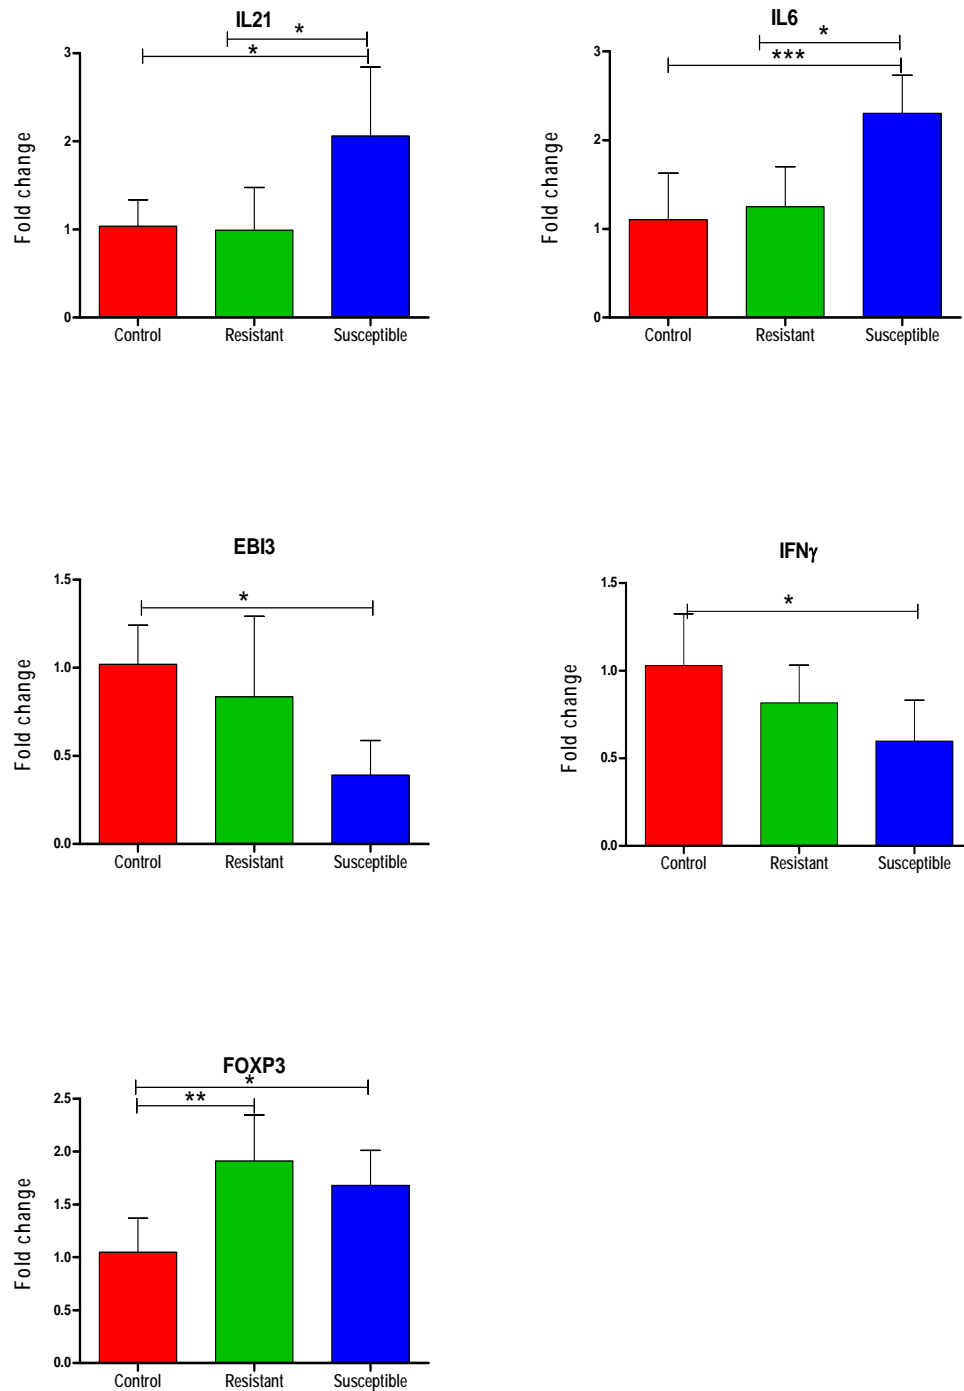 IL21
*
*
3
2
1
0
Fold change
Control Resistant Susceptible
IL6
*
***
3
2
1
0
Fold change
Control Resistant Susceptible
EBI3
*
1.5
1.0
0.5
0.0
Fold change
Control Resistant Susceptible
IFNγ
*
1.5
1.0
0.5
0.0
Fold change
Control Resistant Susceptible
FOXP3
*
**
2.5
2.0
1.5
1.0
0.5
0.0
Fold change
Control Resistant Susceptible